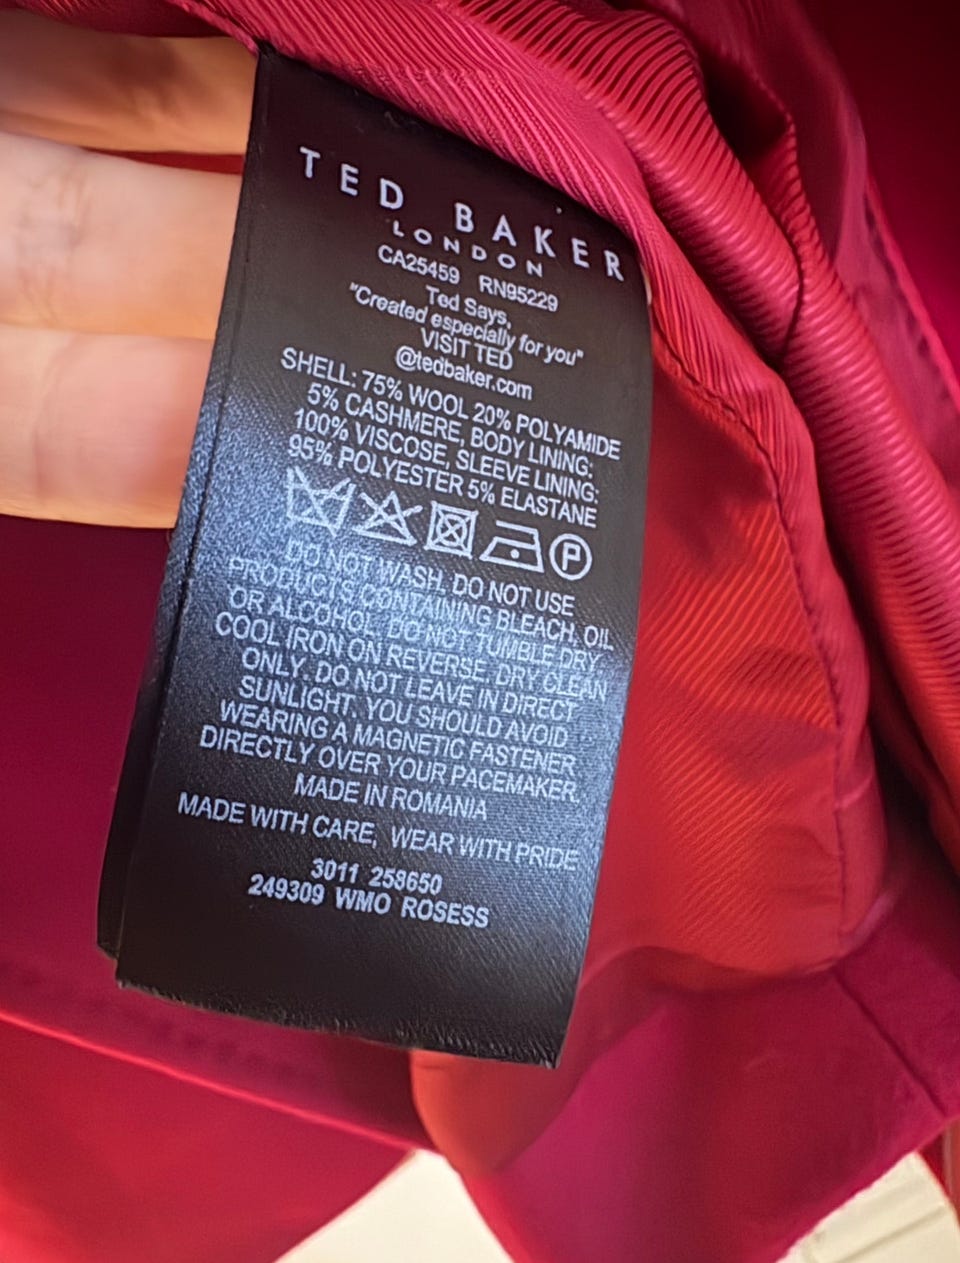 TED BAKER
LONDON
CA25459 RN95229
Ted Says,
"Created especially for you"
VISIT TED
@tedbaker.com
SHELL: 75% WOOL 20% POLYAMIDE
5% CASHMERE, BODY LINING:
100% VISCOSE, SLEEVE LINING:
95% POLYESTER 5% ELASTANE
P
DO NOT WASH. DO NOT USE
PRODUCTS CONTAINING BLEACH, OIL
OR ALCOHOL. DO NOT TUMBLE DRY.
COOL IRON ON REVERSE. DRY CLEAN
ONLY. DO NOT LEAVE IN DIRECT
SUNLIGHT. YOU SHOULD AVOID
WEARING A MAGNETIC FASTENER
DIRECTLY OVER YOUR PACEMAKER.
MADE IN ROMANIA
MADE WITH CARE, WEAR WITH PRIDE
3011 258650
249309 WMO ROSESS